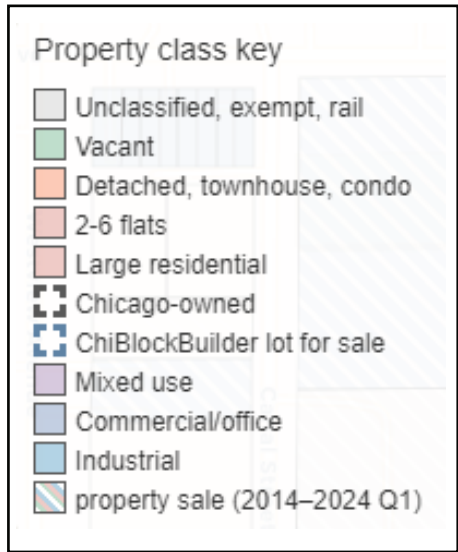 Property class key
Unclassified, exempt, rail
Vacant
Detached, townhouse, condo
2-6 flats
Large residential
Chicago-owned
ChiBlockBuilder lot for sale
Mixed use
Commercial/office
Industrial
property sale (2014–2024 Q1)